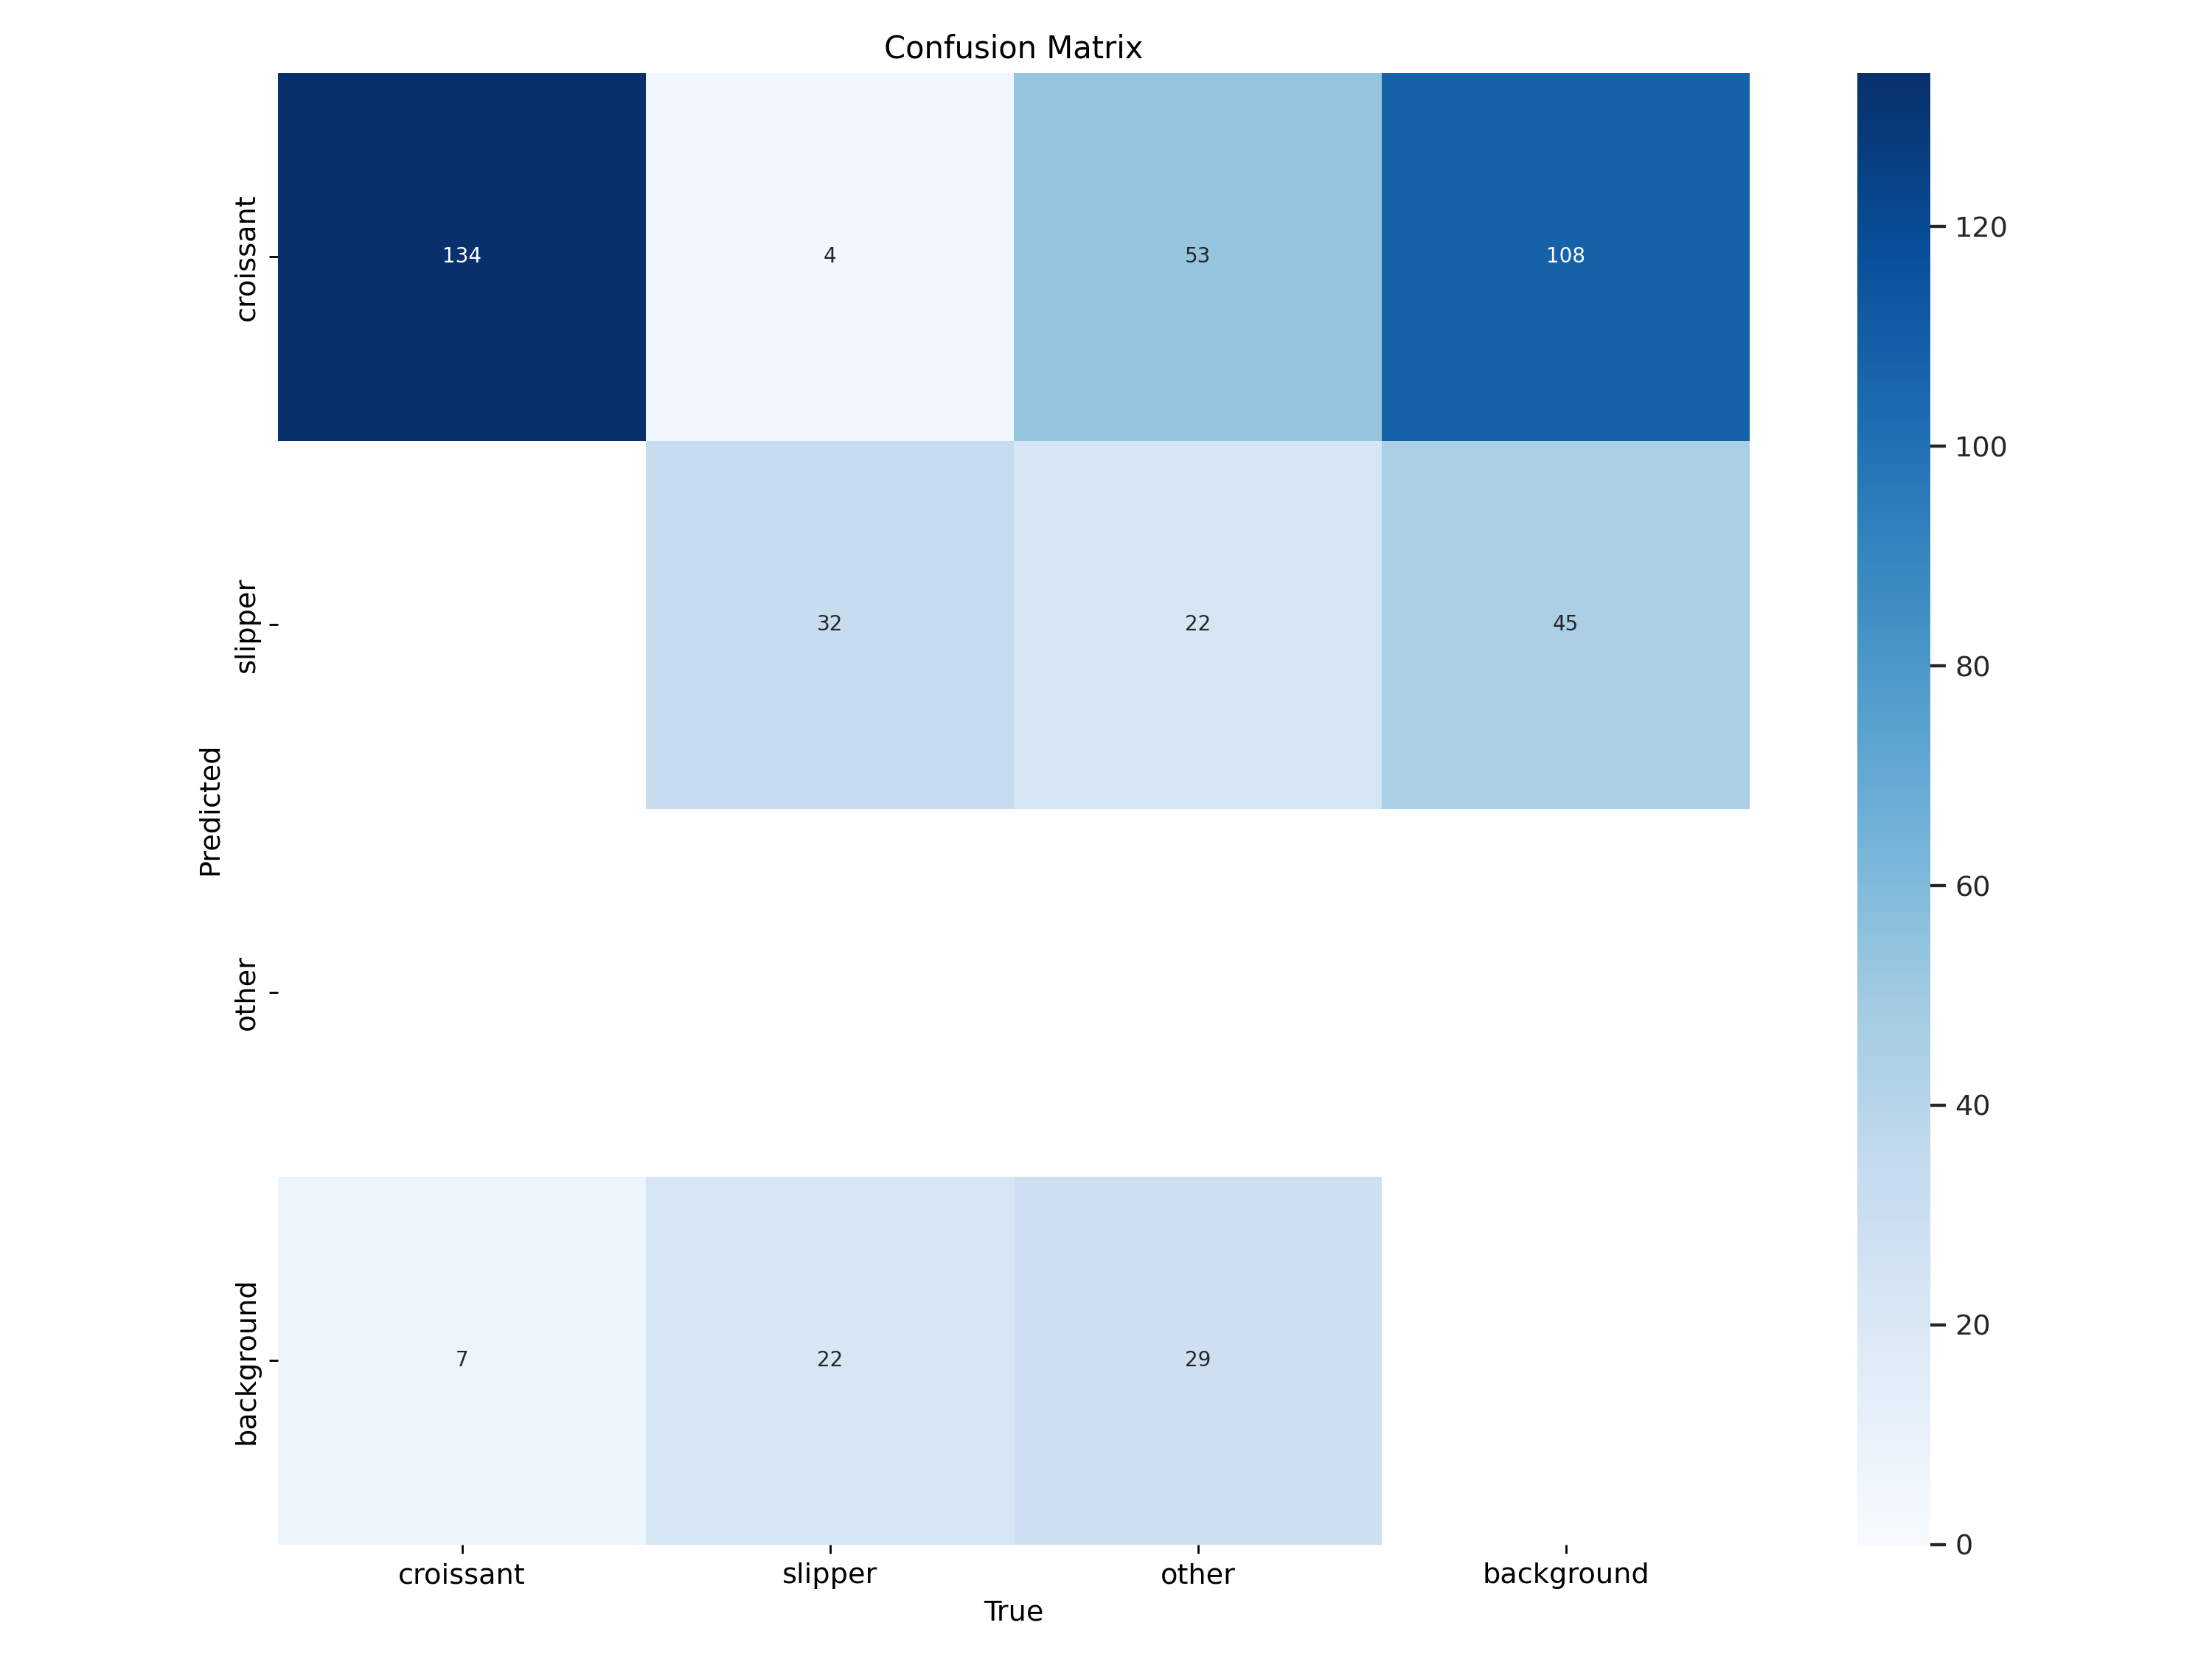 Confusion Matrix
croissant
134
4
53
108
120
100
slipper
32
22
45
80
Predicted
60
other
40
background
7
22
29
20
0
croissant
slipper
other
background
True